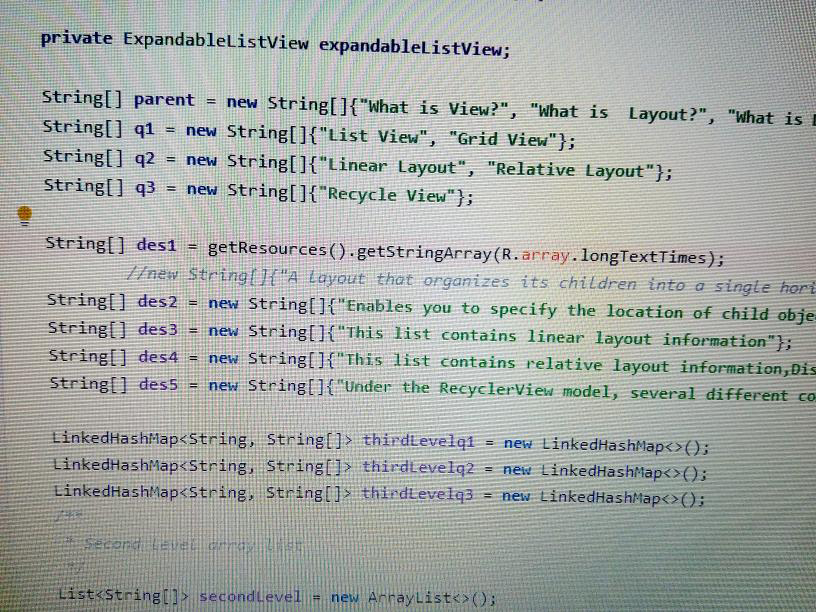 private ExpandableListView expandableListView;
String[] parent = new String[]{"What is View?", "What is  Layout?", "What is
String[] q1 = new String[]{"List View", "Grid View"};
String[] q2 = new String[]{"Linear Layout", "Relative Layout"};
String[] q3 = new String[]{"Recycle View"};
String[] des1 = getResources().getStringArray(R.array.longTextTimes);
//new String[]{"A layout that organizes its children into a single hori
String[] des2 = new String[]{"Enables you to specify the location of child obje
String[] des3 = new String[]{"This list contains linear layout information"};
String[] des4 = new String[]{"This list contains relative layout information,Dis
String[] des5 = new String[]{"Under the RecyclerView model, several different co
LinkedHashMap<String, String[]> thirdLevelq1 = new LinkedHashMap<>();
LinkedHashMap<String, String[]> thirdLevelq2 = new LinkedHashMap<>();
LinkedHashMap<String, String[]> thirdLevelq3 = new LinkedHashMap<>();
/**
* Second level array list
*/
List<String[]> secondLevel = new ArrayList<>();